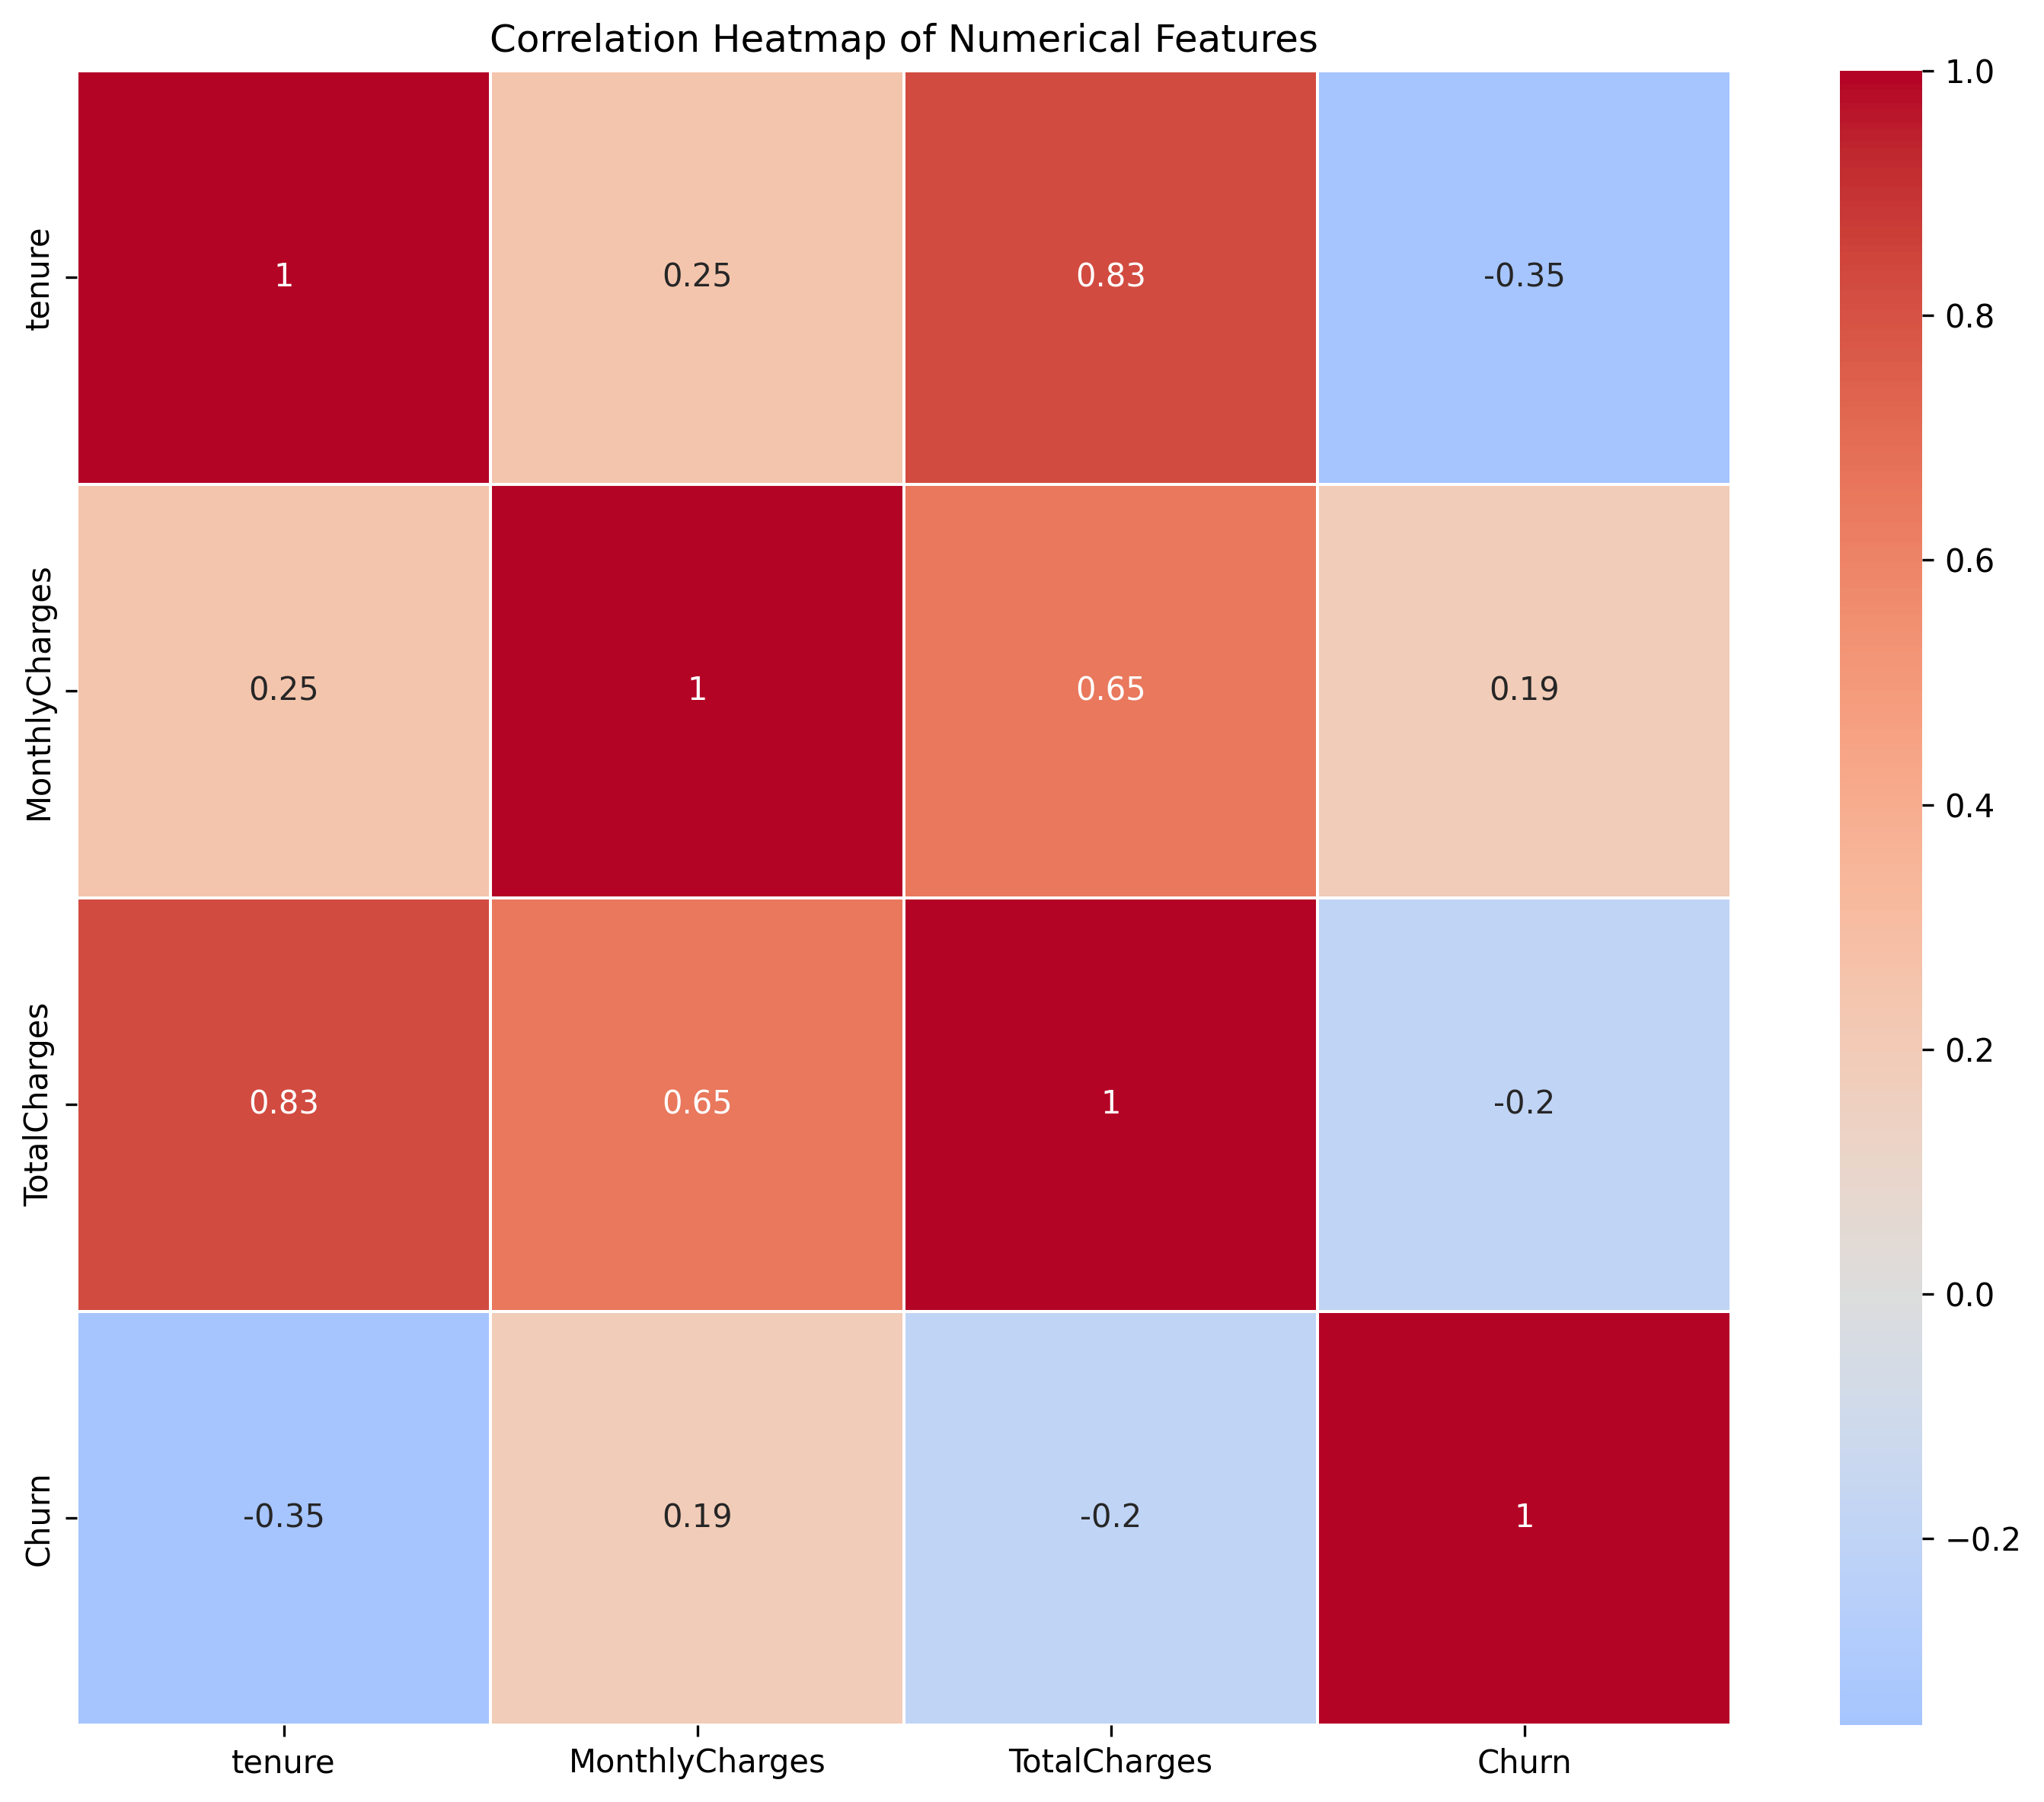 Correlation Heatmap of Numerical Features
tenure
1
0.25
0.83
-0.35
MonthlyCharges
0.25
1
0.65
0.19
TotalCharges
0.83
0.65
1
-0.2
Churn
-0.35
0.19
-0.2
1
tenure
MonthlyCharges
TotalCharges
Churn
1.0
0.8
0.6
0.4
0.2
0.0
−0.2